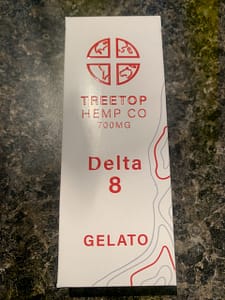 TREETOP
HEMP CO
700MG
Delta
8
GELATO